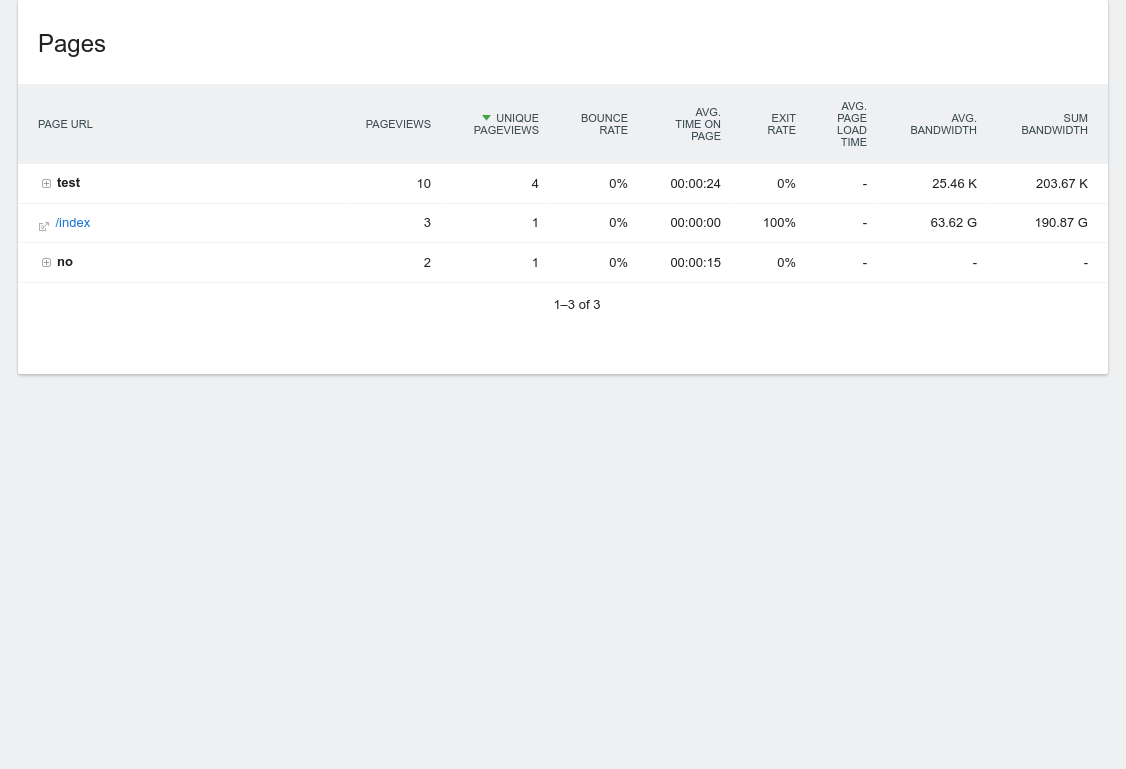 Pages
PAGE URL PAGEVIEWS UNIQUE PAGEVIEWS BOUNCE RATE AVG. TIME ON PAGE EXIT RATE AVG. PAGE LOAD TIME AVG. BANDWIDTH SUM BANDWIDTH
test 10 4 0% 00:00:24 0% - 25.46 K 203.67 K
/index 3 1 0% 00:00:00 100% - 63.62 G 190.87 G
no 2 1 0% 00:00:15 0% - - -
1–3 of 3